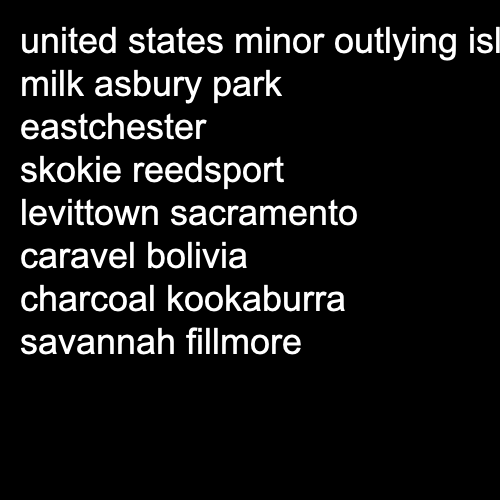 united states minor outlying isl
milk asbury park
eastchester
skokie reedsport
levittown sacramento
caravel bolivia
charcoal kookaburra
savannah fillmore